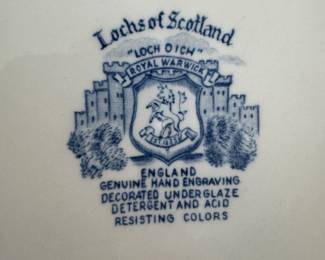 Lochs of Scotland
"LOCH OICH"
ROYAL WARWICK
ENGLAND
GENUINE HAND ENGRAVING
DECORATED UNDERGLAZE
DETERGENT AND ACID
RESISTING COLORS